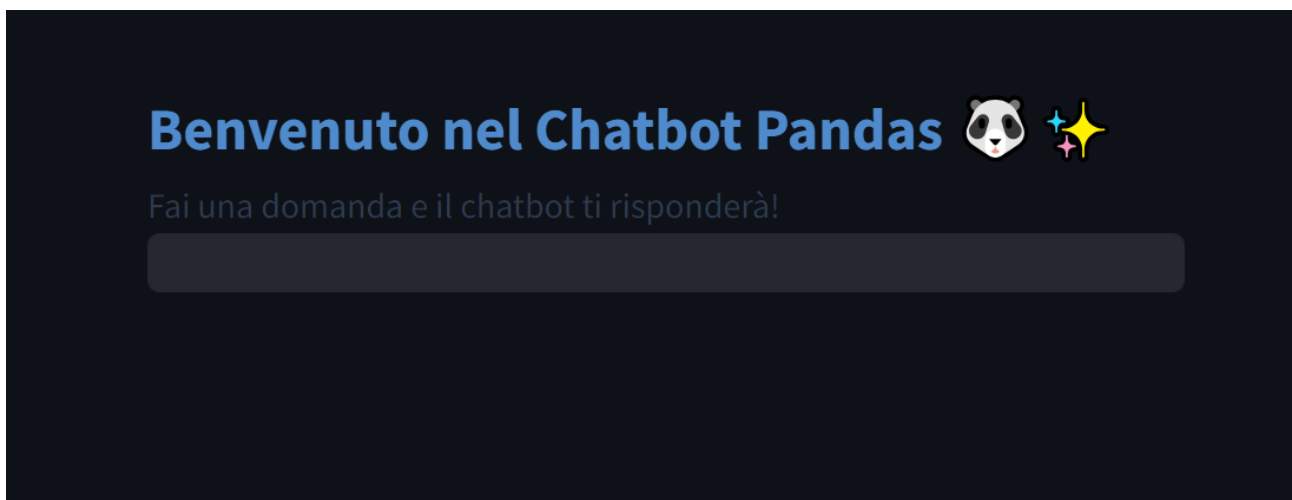 Benvenuto nel Chatbot Pandas 🐼✨
Fai una domanda e il chatbot ti risponderà!